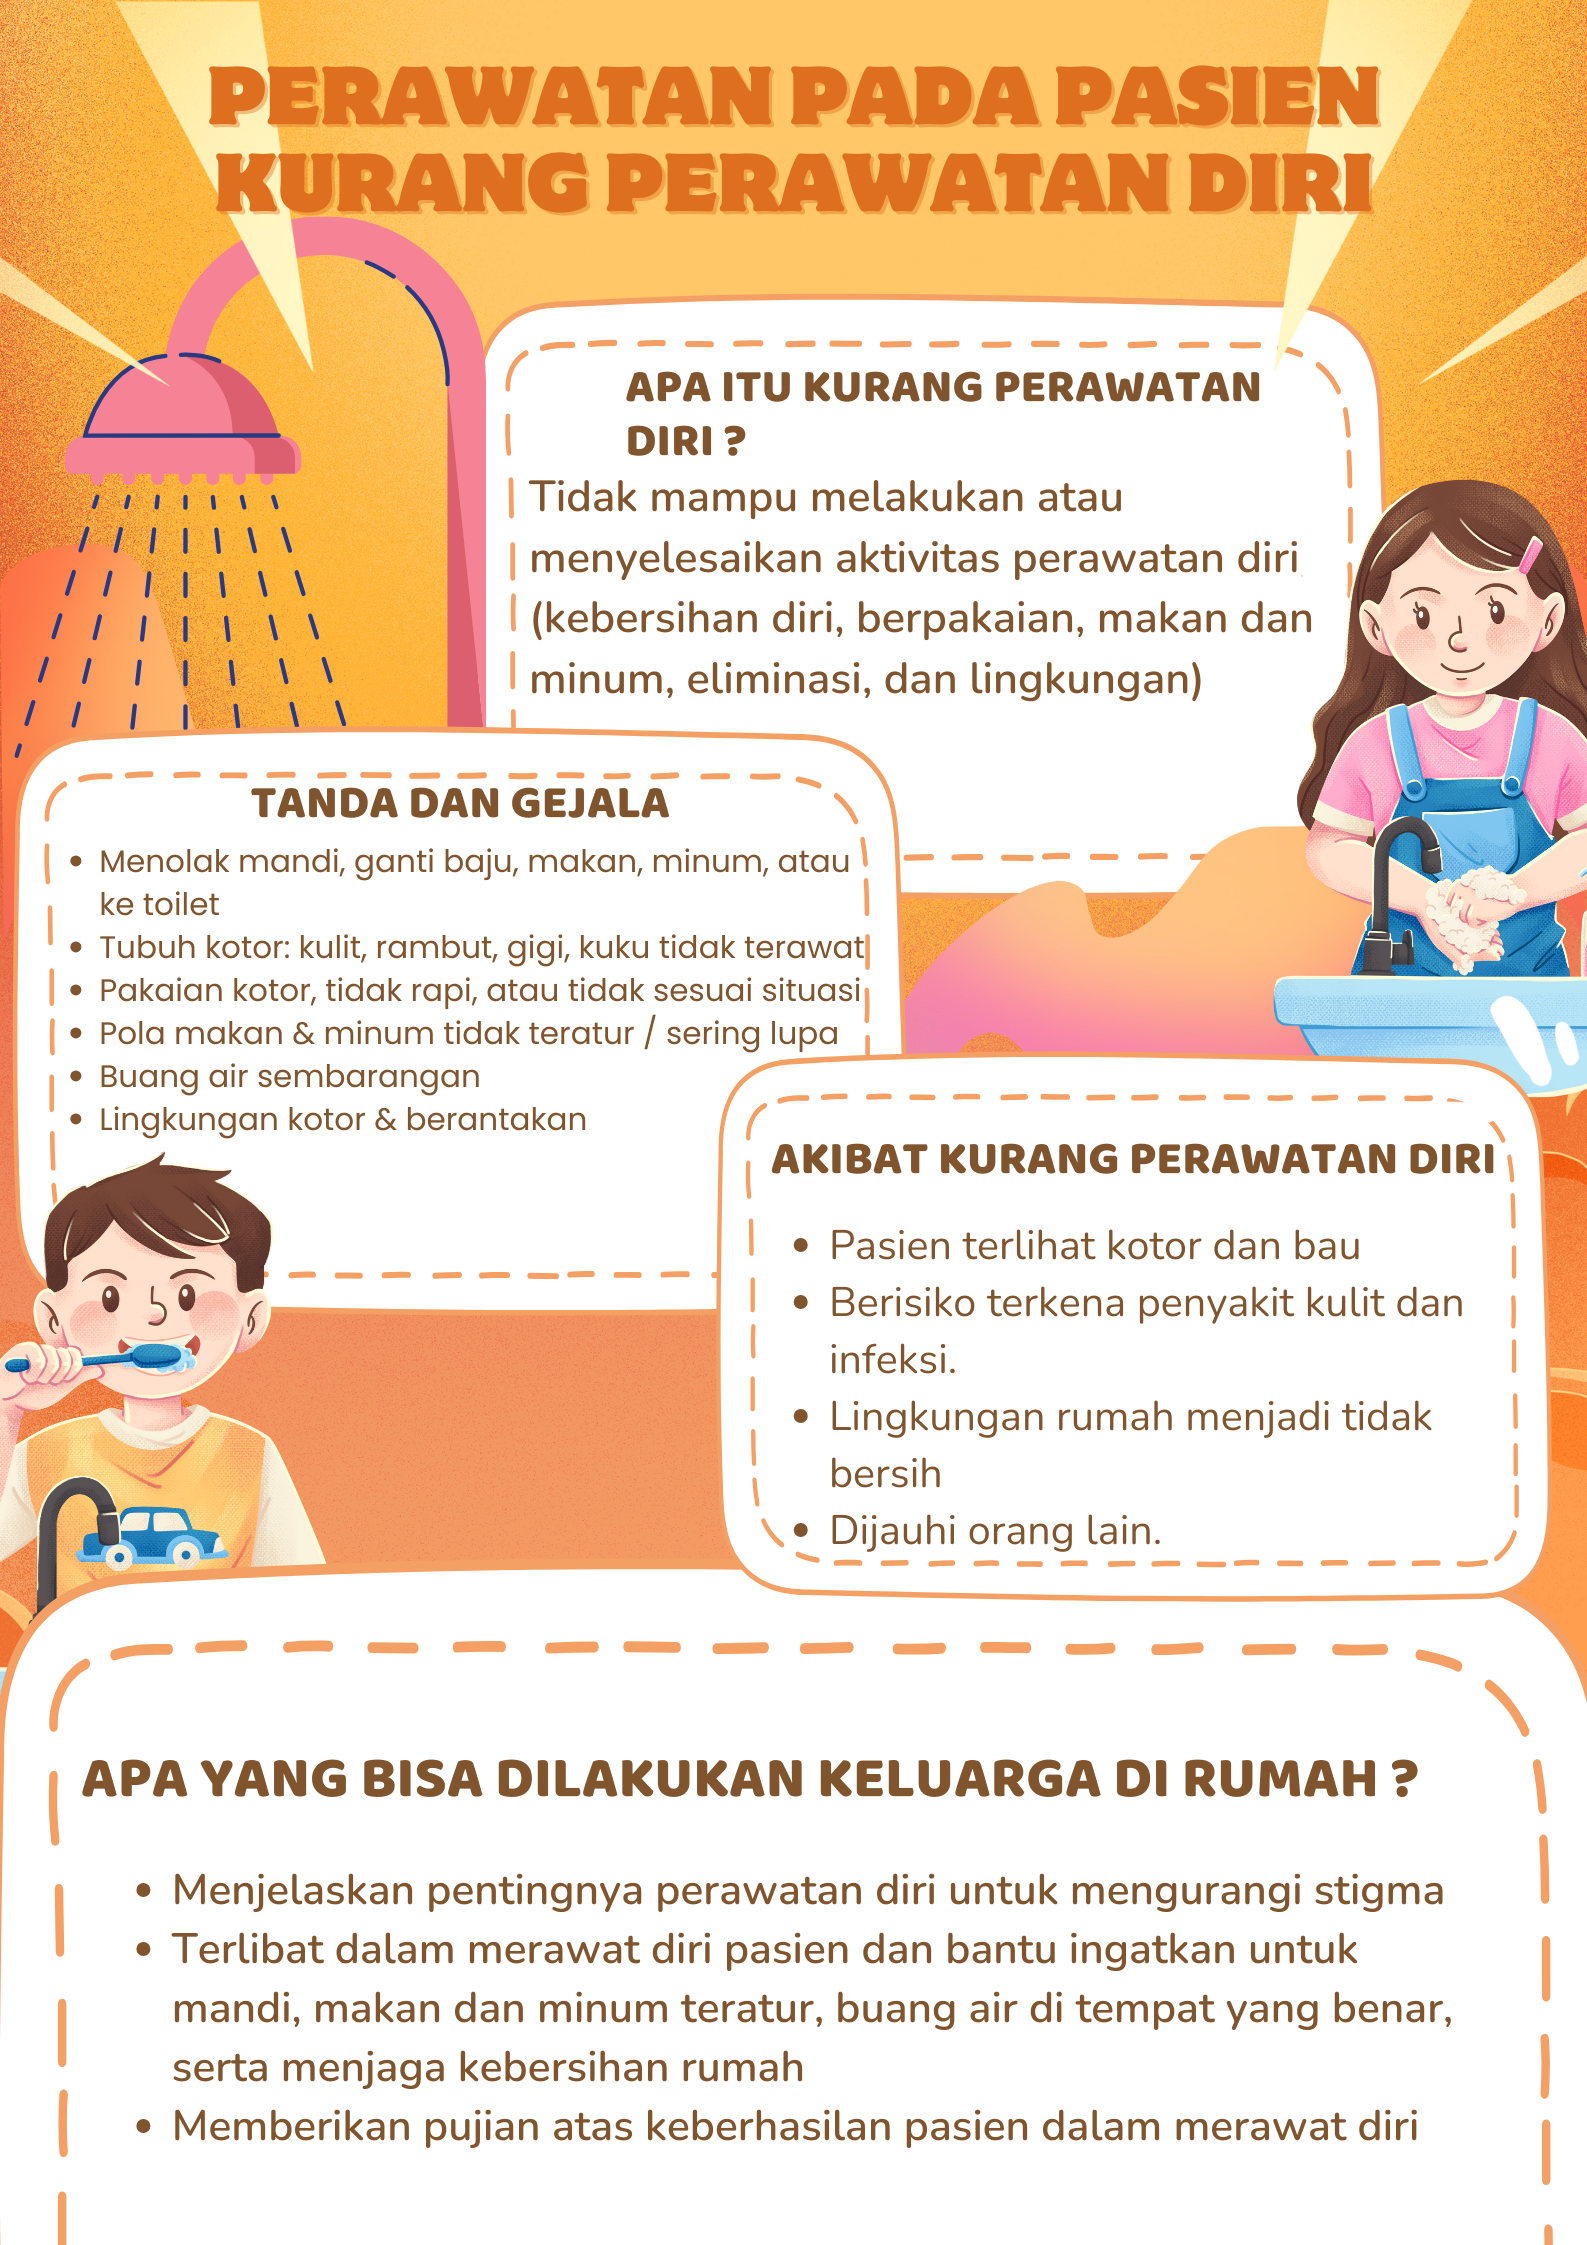 PERAWATAN PADA PASIEN
KURANG PERAWATAN DIRI
APA ITU KURANG PERAWATAN
DIRI ?
Tidak mampu melakukan atau
menyelesaikan aktivitas perawatan diri
(kebersihan diri, berpakaian, makan dan
minum, eliminasi, dan lingkungan)
TANDA DAN GEJALA
• Menolak mandi, ganti baju, makan, minum, atau
ke toilet
• Tubuh kotor: kulit, rambut, gigi, kuku tidak terawat
• Pakaian kotor, tidak rapi, atau tidak sesuai situasi
• Pola makan & minum tidak teratur / sering lupa
• Buang air sembarangan
• Lingkungan kotor & berantakan
AKIBAT KURANG PERAWATAN DIRI
• Pasien terlihat kotor dan bau
• Berisiko terkena penyakit kulit dan
infeksi.
• Lingkungan rumah menjadi tidak
bersih
• Dijauhi orang lain.
APA YANG BISA DILAKUKAN KELUARGA DI RUMAH ?
• Menjelaskan pentingnya perawatan diri untuk mengurangi stigma
• Terlibat dalam merawat diri pasien dan bantu ingatkan untuk
mandi, makan dan minum teratur, buang air di tempat yang benar,
serta menjaga kebersihan rumah
• Memberikan pujian atas keberhasilan pasien dalam merawat diri